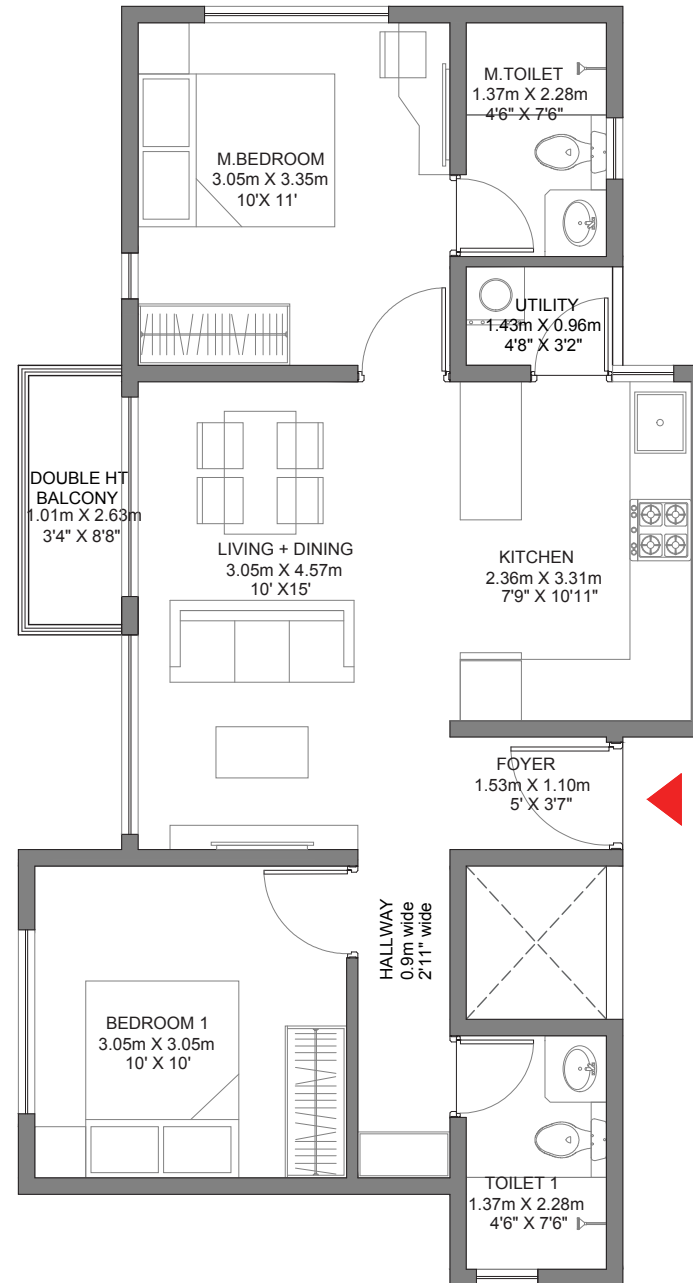 M.TOILET
1.37m X 2.28m
4'6" X 7'6"
M.BEDROOM
3.05m X 3.35m
10'X 11'
UTILITY
1.43m X 0.96m
4'8" X 3'2"
DOUBLE HT
BALCONY
1.01m X 2.63m
3'4" X 8'8"
LIVING + DINING
3.05m X 4.57m
10' X15'
KITCHEN
2.36m X 3.31m
7'9" X 10'11"
FOYER
1.53m X 1.10m
5' X 3'7"
HALLWAY
0.9m wide
2'11" wide
BEDROOM 1
3.05m X 3.05m
10' X 10'
TOILET 1
1.37m X 2.28m
4'6" X 7'6"